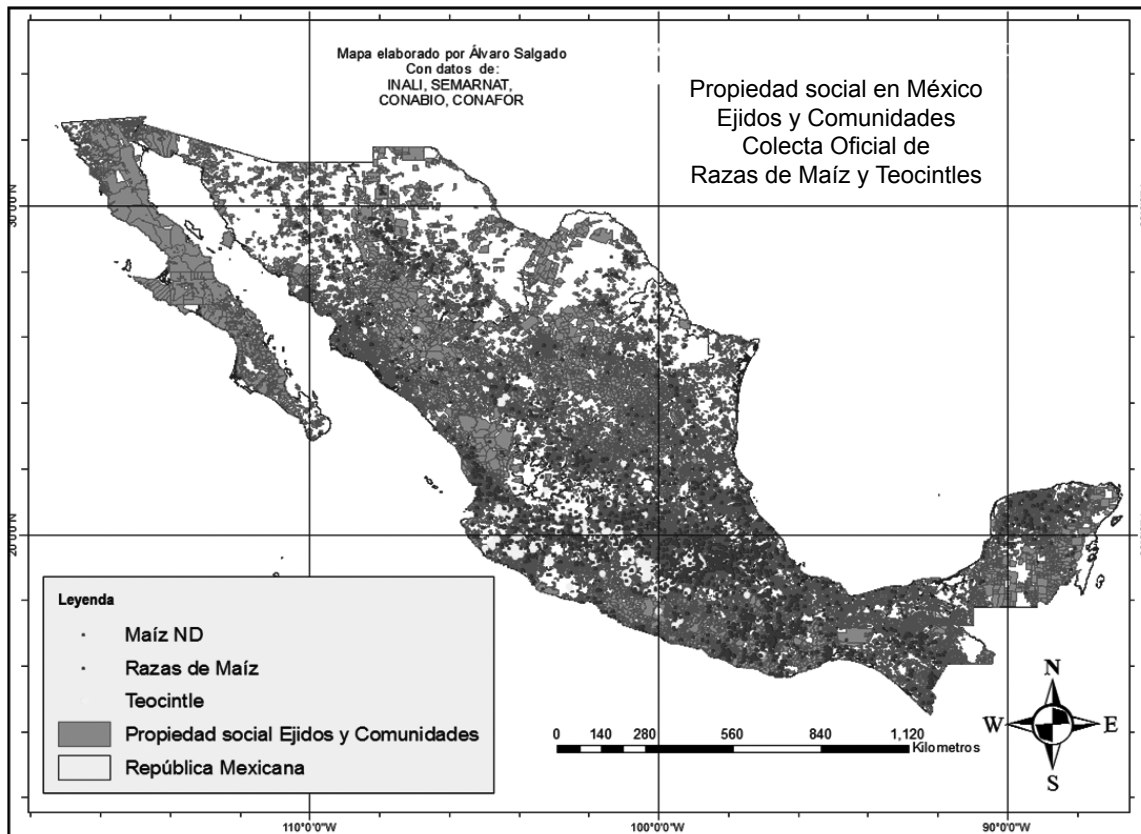 Mapa elaborado por Álvaro Salgado
Con datos de:
INALI, SEMARNAT,
CONABIO, CONAFOR
Propiedad social en México
Ejidos y Comunidades
Colecta Oficial de
Razas de Maíz y Teocintles
30°0'0"N
20°0'0"N
Leyenda
Maíz ND
Razas de Maíz
Teocintle
Propiedad social Ejidos y Comunidades
República Mexicana
0 140 280 560 840 1,120
Kilometros
N
W E
S
110°0'0"W 100°0'0"W 90°0'0"W